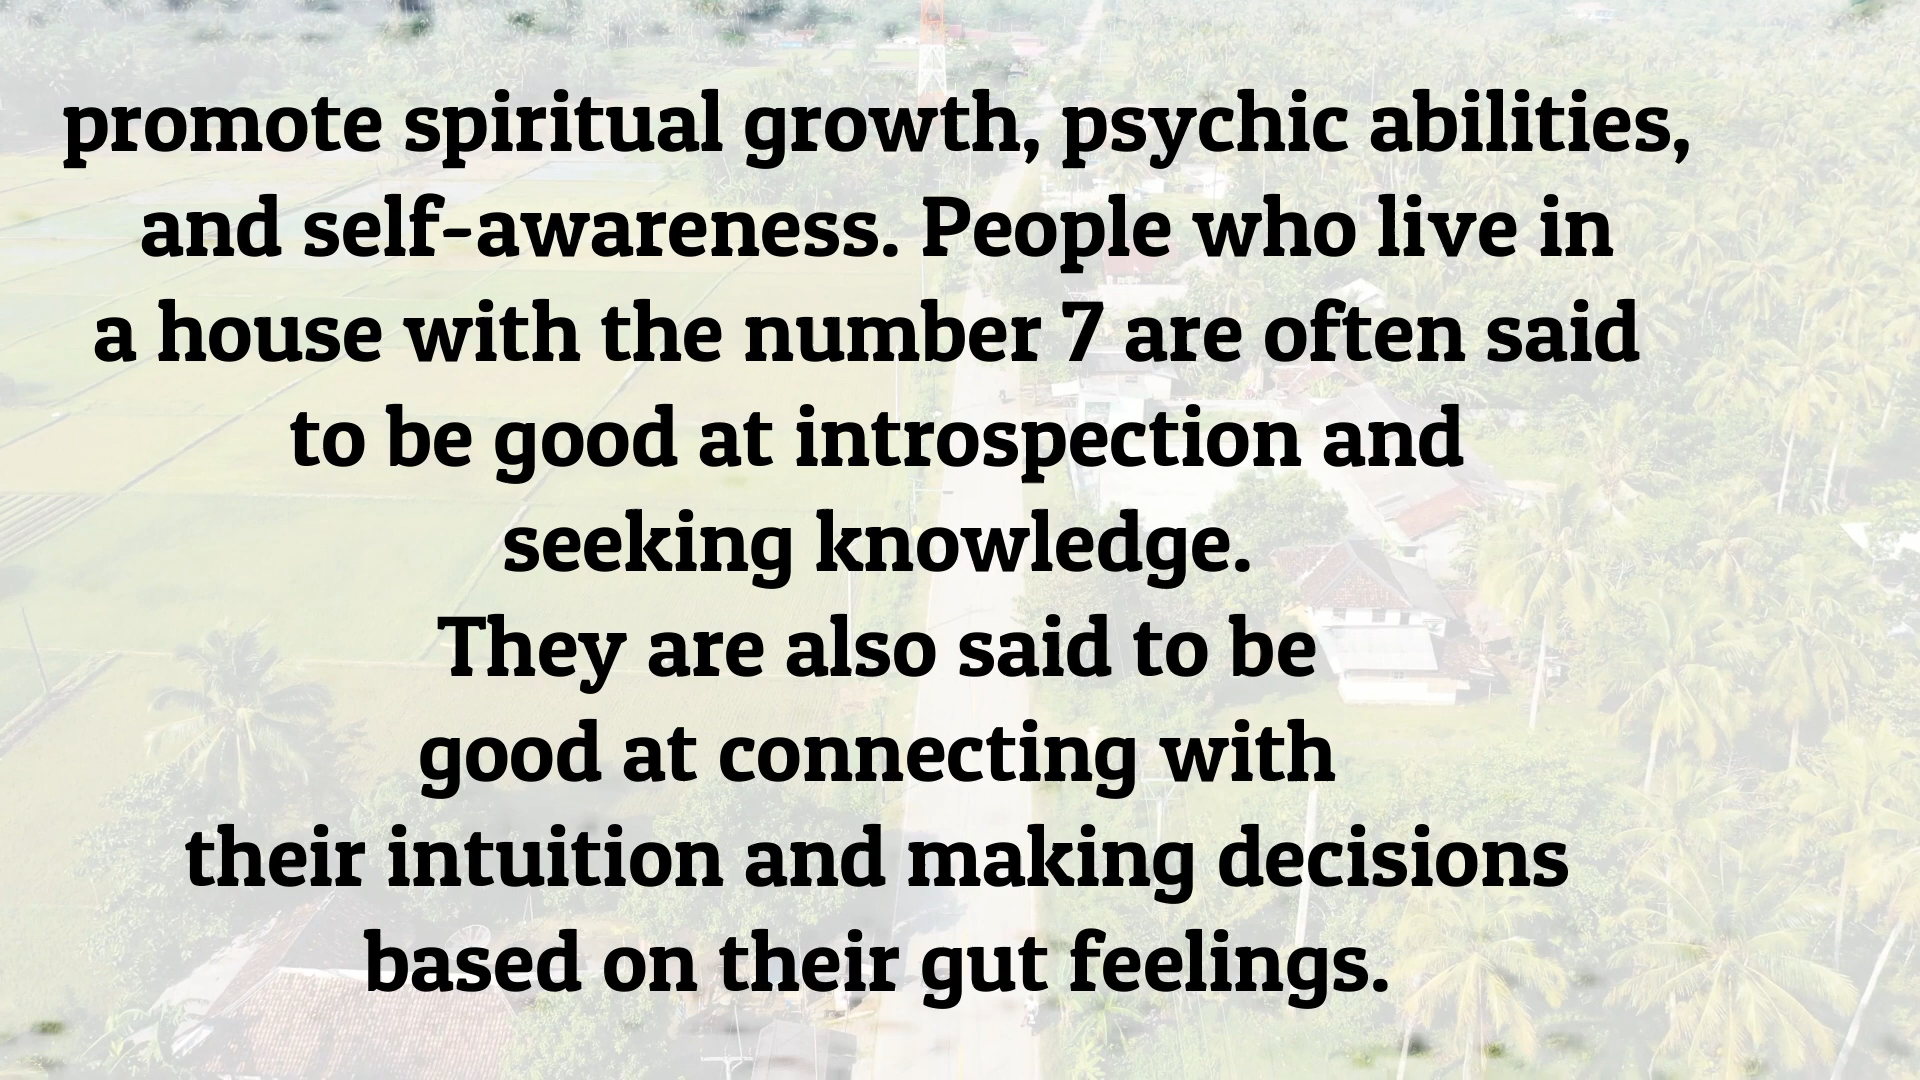 promote spiritual growth, psychic abilities,
and self-awareness. People who live in
a house with the number 7 are often said
to be good at introspection and
seeking knowledge.
They are also said to be
good at connecting with
their intuition and making decisions
based on their gut feelings.